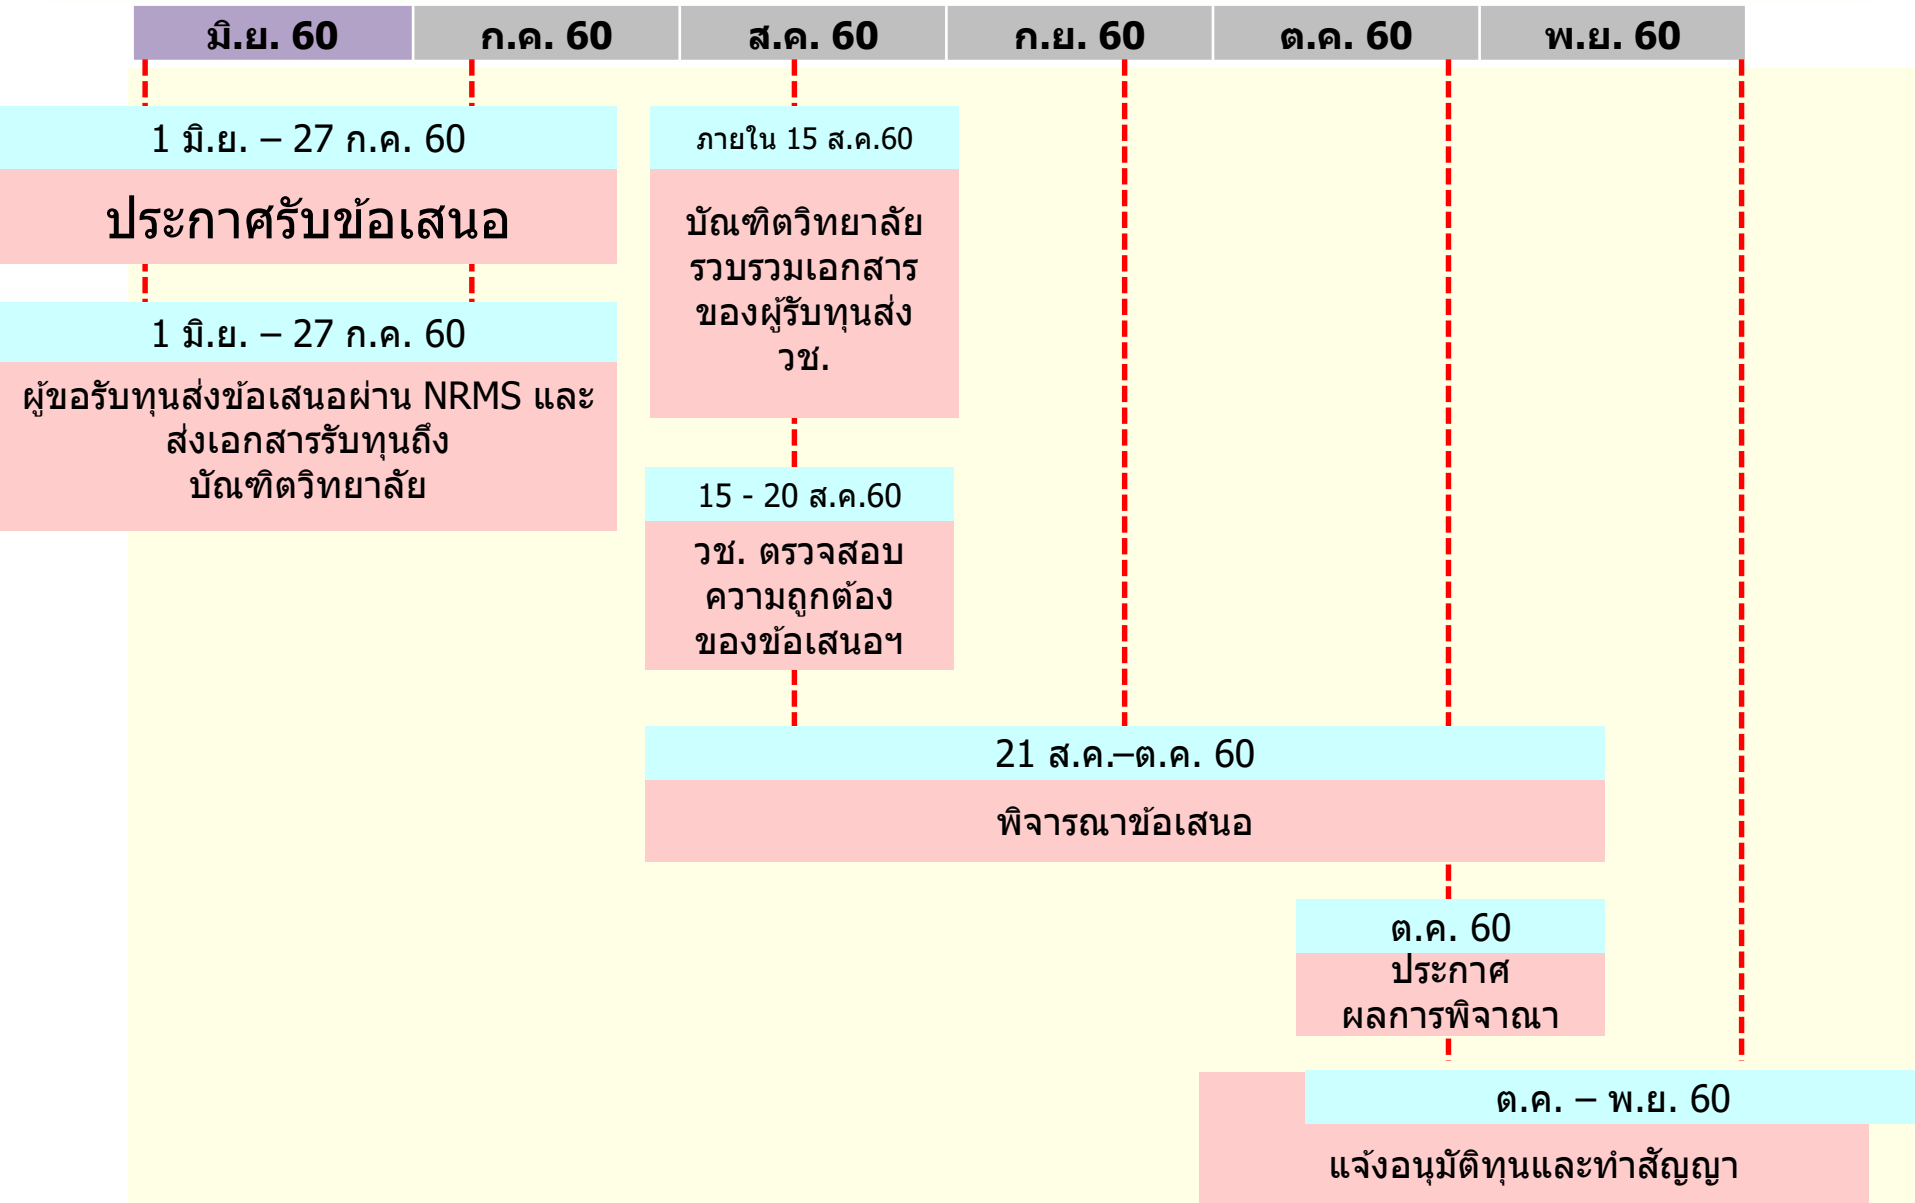 มิ.ย. 60 ก.ค. 60 ส.ค. 60 ก.ย. 60 ต.ค. 60 พ.ย. 60
1 มิ.ย. – 27 ก.ค. 60
ประกาศรับข้อเสนอ
1 มิ.ย. – 27 ก.ค. 60
ผู้ขอรับทุนส่งข้อเสนอผ่าน NRMS และ
ส่งเอกสารรับทุนถึง
บัณฑิตวิทยาลัย
ภายใน 15 ส.ค.60
บัณฑิตวิทยาลัย
รวบรวมเอกสาร
ของผู้รับทุนส่ง
วช.
15 - 20 ส.ค.60
วช. ตรวจสอบ
ความถูกต้อง
ของข้อเสนอฯ
21 ส.ค.–ต.ค. 60
พิจารณาข้อเสนอ
ต.ค. 60
ประกาศ
ผลการพิจาณา
ต.ค. – พ.ย. 60
แจ้งอนุมัติทุนและทำสัญญา